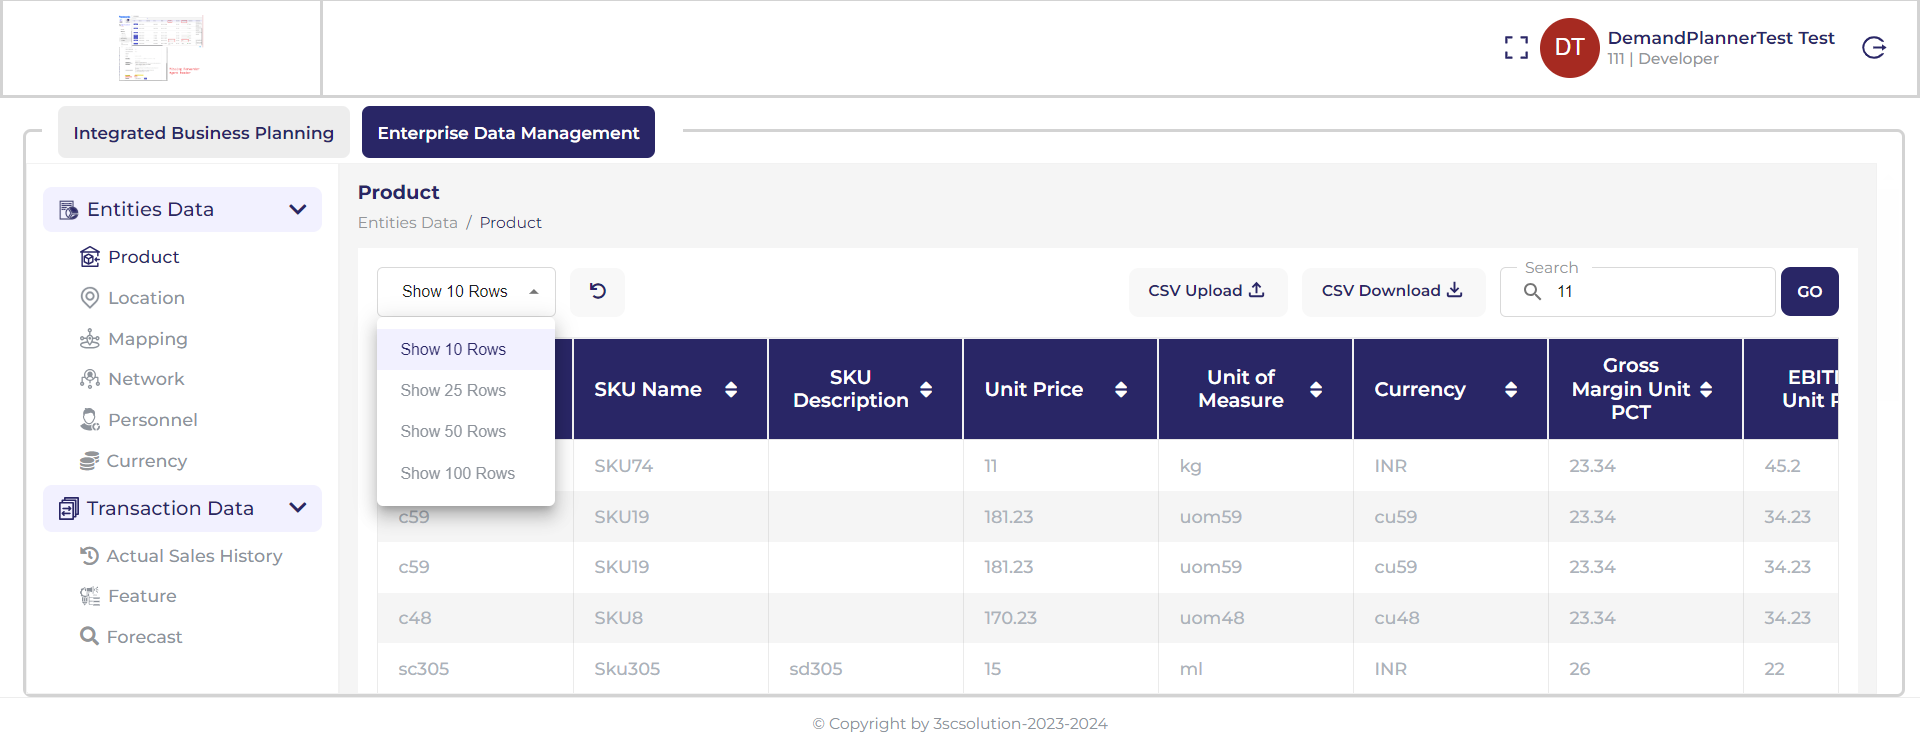 DT
DemandPlannerTest Test
111 | Developer
Integrated Business Planning
Enterprise Data Management
Entities Data
Product
Location
Mapping
Network
Personnel
Currency
Transaction Data
Actual Sales History
Feature
Forecast
Product
Entities Data / Product
Show 10 Rows
CSV Upload
CSV Download
Search
11
GO
Show 10 Rows
Show 25 Rows
Show 50 Rows
Show 100 Rows
SKU Name
SKU
Description
Unit Price
Unit of
Measure
Currency
Gross
Margin Unit
PCT
EBIT
Unit
SKU74 11 kg INR 23.34 45.2
c59 SKU19 181.23 uom59 cu59 23.34 34.23
c59 SKU19 181.23 uom59 cu59 23.34 34.23
c48 SKU8 170.23 uom48 cu48 23.34 34.23
sc305 Sku305 sd305 15 ml INR 26 22
© Copyright by 3scsolution-2023-2024